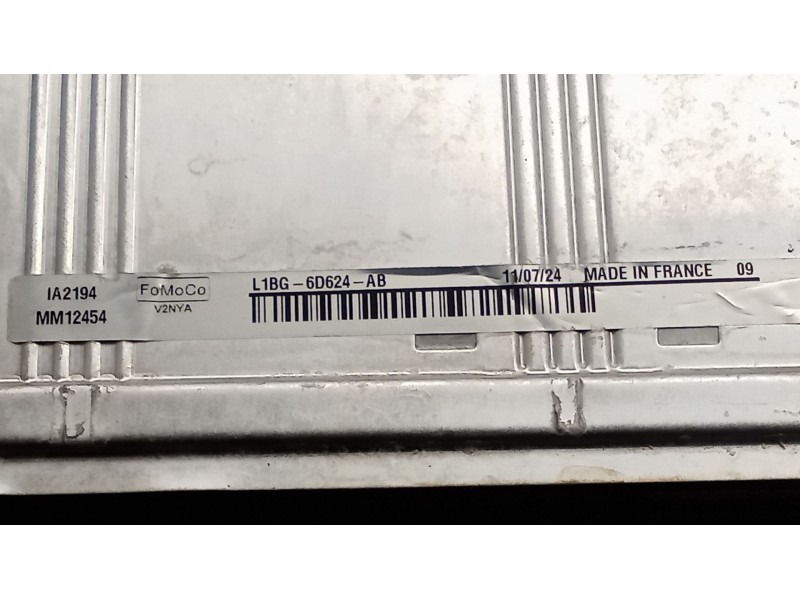 IA2194
MM12454
FoMoCo
V2NYA
L1BG-6D624-AB 11/07/24 MADE IN FRANCE 09